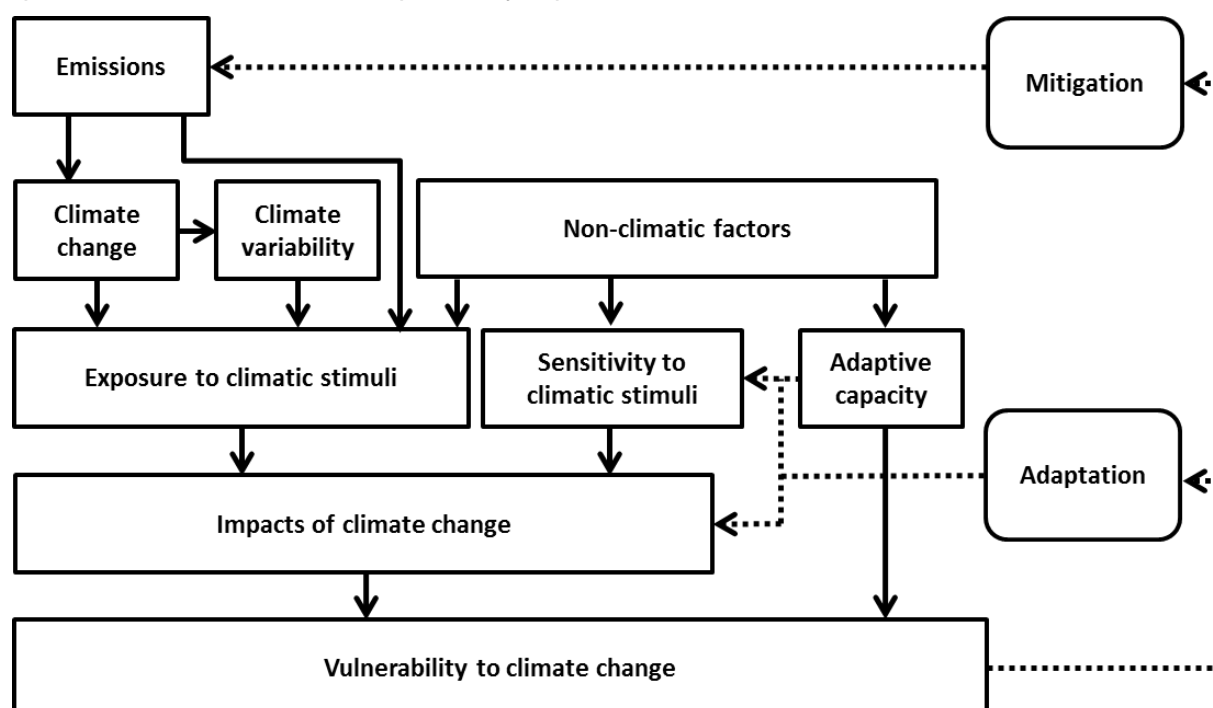 Emissions
Mitigation
Climate
change
Climate
variability
Non-climatic factors
Exposure to climatic stimuli
Sensitivity to
climatic stimuli
Adaptive
capacity
Adaptation
Impacts of climate change
Vulnerability to climate change